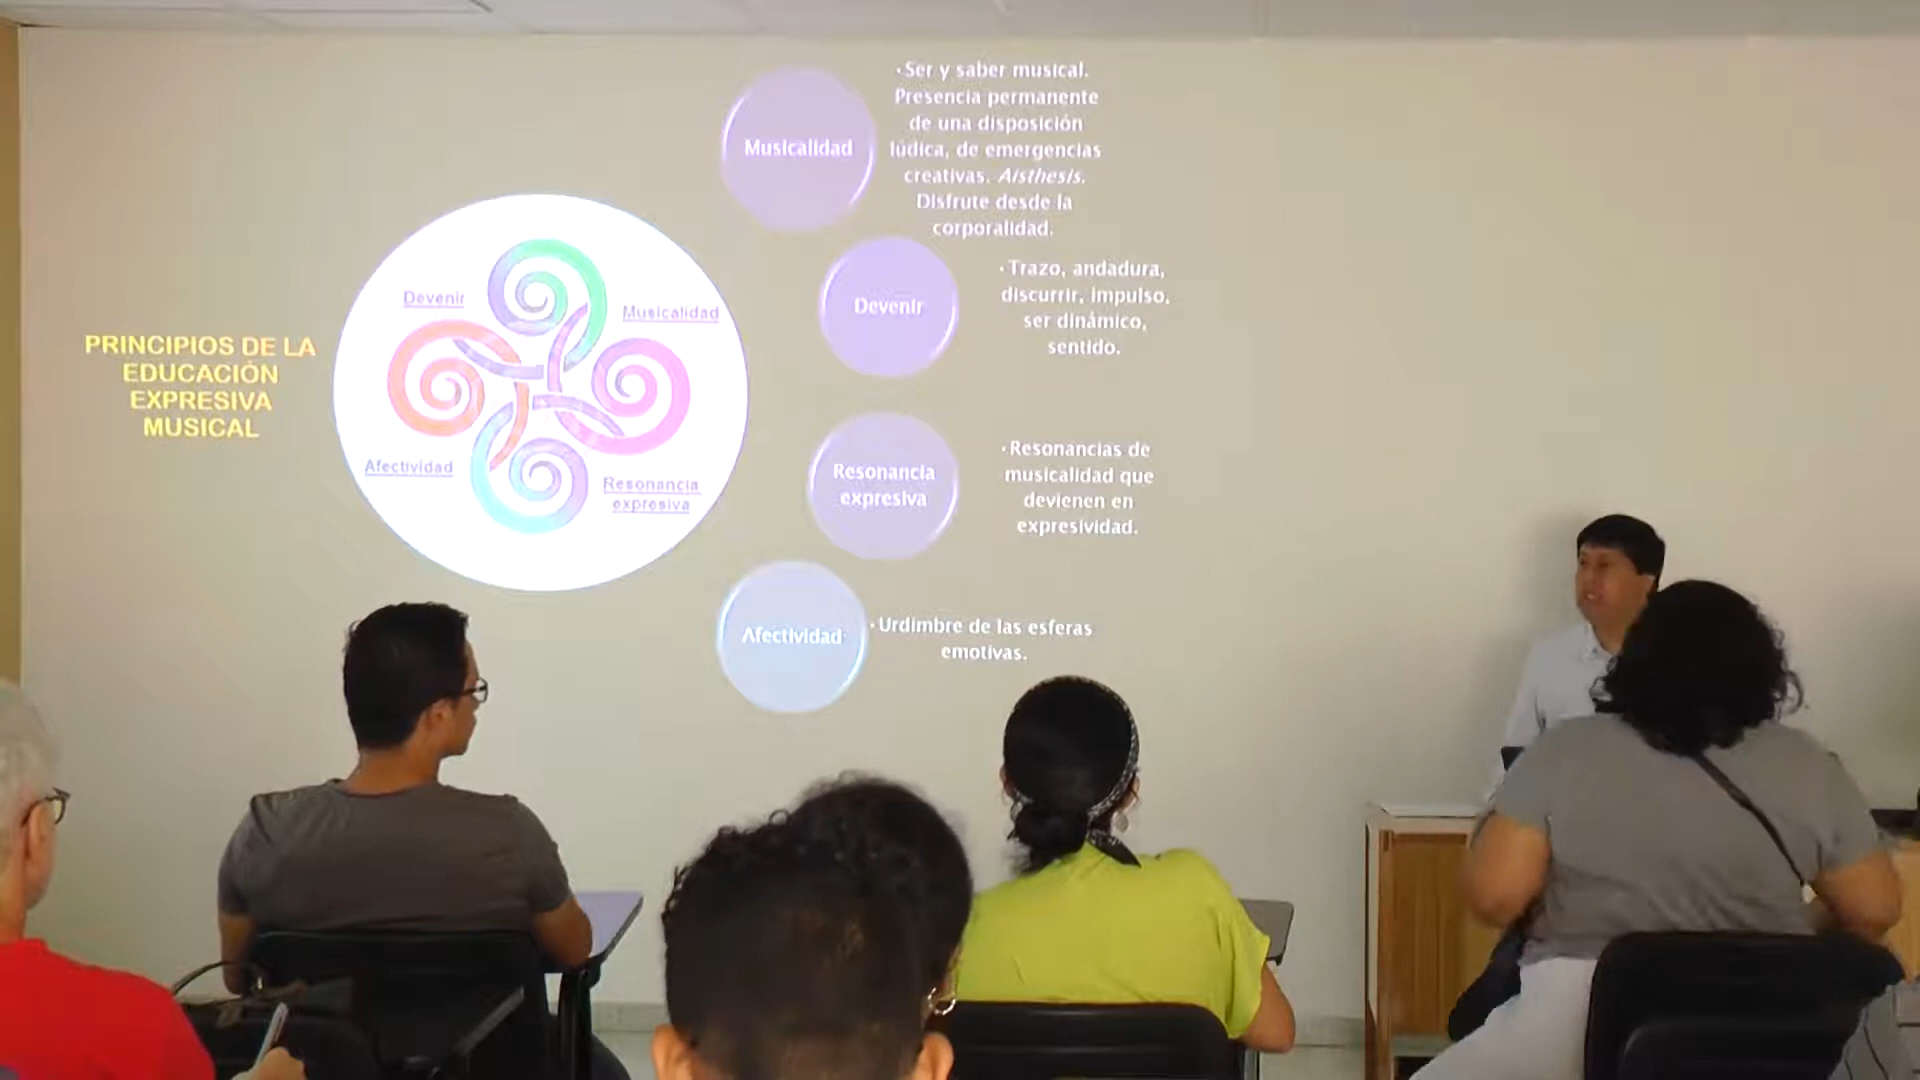 PRINCIPIOS DE LA
EDUCACIÓN
EXPRESIVA
MUSICAL
Devenir
Musicalidad
Afectividad
Resonancia
expresiva
Musicalidad
• Ser y saber musical.
Presencia permanente
de una disposición
lúdica, de emergencias
creativas. Aisthesis.
Disfrute desde la
corporalidad.
Devenir
• Trazo, andadura,
discurrir, impulso,
ser dinámico,
sentido.
Resonancia
expresiva
• Resonancias de
musicalidad que
devienen en
expresividad.
Afectividad
• Urdimbre de las esferas
emotivas.